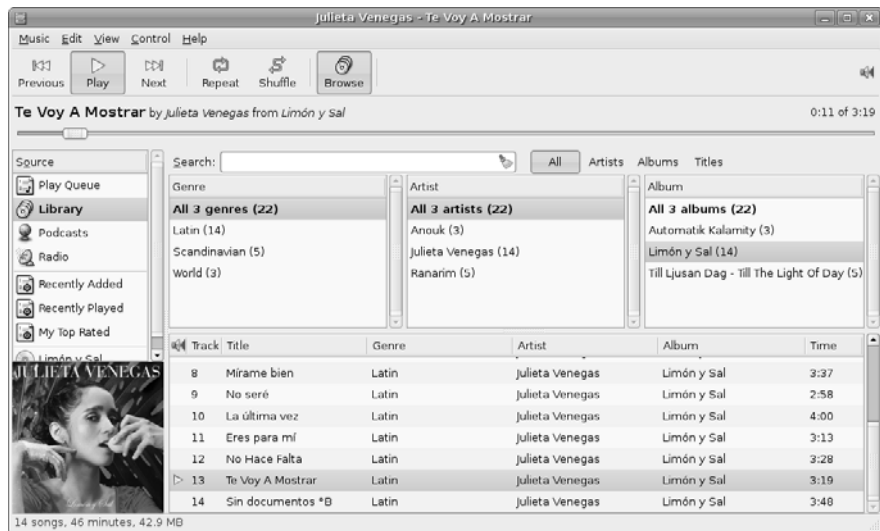 Julieta Venegas - Te Voy A Mostrar
Music Edit View Control Help
Previous Play Next Repeat Shuffle Browse
Te Voy A Mostrar by Julieta Venegas from Limón y Sal 0:11 of 3:19
Source
Play Queue
Library
Podcasts
Radio
Recently Added
Recently Played
My Top Rated
Limón y Sal
JULIETA VENEGAS
Limón y Sal
Search: All Artists Albums Titles
Genre
All 3 genres (22)
Latin (14)
Scandinavian (5)
World (3)
Artist
All 3 artists (22)
Anouk (3)
Julieta Venegas (14)
Ranarim (5)
Album
All 3 albums (22)
Automatik Kalamity (3)
Limón y Sal (14)
Till Ljusan Dag - Till The Light Of Day (5)
Track Title Genre Artist Album Time
8 Mírame bien Latin Julieta Venegas Limón y Sal 3:37
9 No seré Latin Julieta Venegas Limón y Sal 2:58
10 La última vez Latin Julieta Venegas Limón y Sal 4:00
11 Eres para mí Latin Julieta Venegas Limón y Sal 3:13
12 No Hace Falta Latin Julieta Venegas Limón y Sal 3:28
13 Te Voy A Mostrar Latin Julieta Venegas Limón y Sal 3:19
14 Sin documentos *B Latin Julieta Venegas Limón y Sal 3:48
14 songs, 46 minutes, 42.9 MB